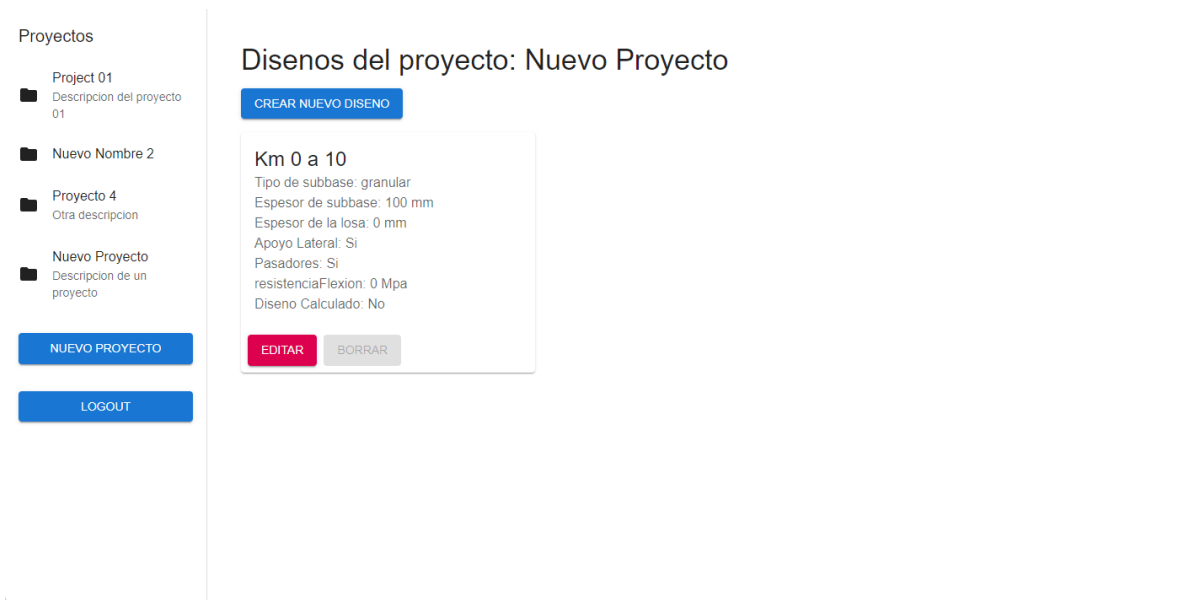 Proyectos
Project 01
Descripcion del proyecto
01
Nuevo Nombre 2
Proyecto 4
Otra descripcion
Nuevo Proyecto
Descripcion de un
proyecto
NUEVO PROYECTO
LOGOUT
Disenos del proyecto: Nuevo Proyecto
CREAR NUEVO DISENO
Km 0 a 10
Tipo de subbase: granular
Espesor de subbase: 100 mm
Espesor de la losa: 0 mm
Apoyo Lateral: Si
Pasadores: Si
resistenciaFlexion: 0 Mpa
Diseno Calculado: No
EDITAR
BORRAR